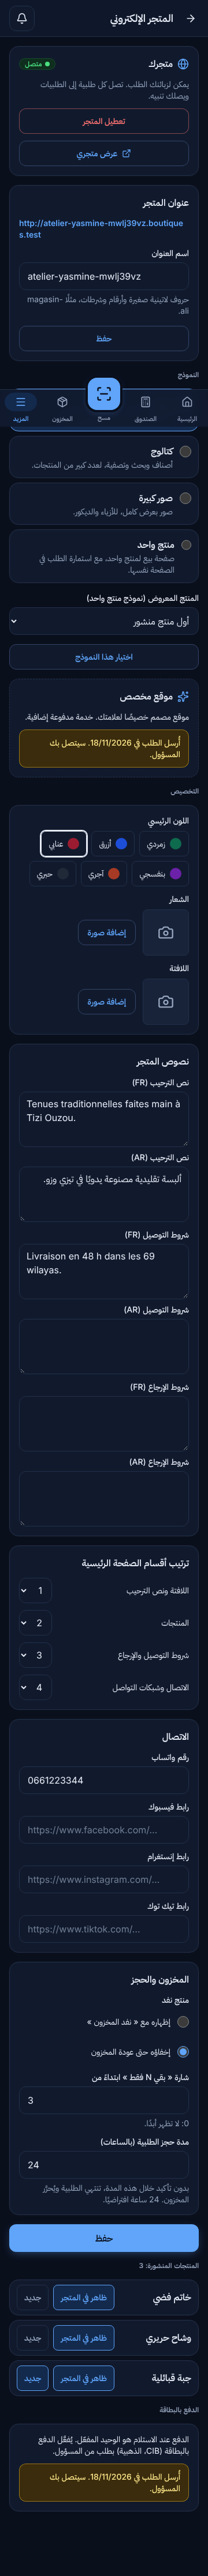 المتجر الإلكتروني
متجرك
متصل
يمكن لزبائنك الطلب. تصل كل طلبية إلى الطلبيات
ويصلك تنبيه.
تعطيل المتجر
عرض متجري
عنوان المتجر
http://atelier-yasmine-mwlj39vz.boutique
s.test
اسم العنوان
atelier-yasmine-mwlj39vz
حروف لاتينية صغيرة وأرقام وشرطات، مثلًا magasin-
ali.
حفظ
النموذج
الرئيسية
الصندوق
مسح
المخزون
المزيد
كتالوج
أصناف وبحث وتصفية، لعدد كبير من المنتجات.
صور كبيرة
صور بعرض كامل، للأزياء والديكور.
منتج واحد
صفحة بيع لمنتج واحد، مع استمارة الطلب في
الصفحة نفسها.
المنتج المعروض (نموذج منتج واحد)
أول منتج منشور
اختيار هذا النموذج
موقع مخصص
موقع مصمم خصيصًا لعلامتك. خدمة مدفوعة إضافية.
أُرسل الطلب في 18/11/2026. سيتصل بك
المسؤول.
التخصيص
اللون الرئيسي
زمردي
أزرق
عنابي
بنفسجي
آجري
حبري
الشعار
إضافة صورة
اللافتة
إضافة صورة
نصوص المتجر
نص الترحيب (FR)
Tenues traditionnelles faites main à
Tizi Ouzou.
نص الترحيب (AR)
ألبسة تقليدية مصنوعة يدويًا في تيزي وزو.
شروط التوصيل (FR)
Livraison en 48 h dans les 69
wilayas.
شروط التوصيل (AR)
شروط الإرجاع (FR)
شروط الإرجاع (AR)
ترتيب أقسام الصفحة الرئيسية
اللافتة ونص الترحيب
1
المنتجات
2
شروط التوصيل والإرجاع
3
الاتصال وشبكات التواصل
4
الاتصال
رقم واتساب
0661223344
رابط فيسبوك
https://www.facebook.com/...
رابط إنستغرام
https://www.instagram.com/...
رابط تيك توك
https://www.tiktok.com/...
المخزون والحجز
منتج نفد
إظهاره مع « نفد المخزون »
إخفاؤه حتى عودة المخزون
شارة « بقي N فقط » ابتداءً من
3
0: لا تظهر أبدًا.
مدة حجز الطلبية (بالساعات)
24
بدون تأكيد خلال هذه المدة، تنتهي الطلبية ويُحرَّر
المخزون. 24 ساعة افتراضيًا.
حفظ
المنتجات المنشورة: 3
خاتم فضي
ظاهر في المتجر
جديد
وشاح حريري
ظاهر في المتجر
جديد
جبة قبائلية
ظاهر في المتجر
جديد
الدفع بالبطاقة
الدفع عند الاستلام هو الوحيد المفعّل. يُفعَّل الدفع
بالبطاقة (CIB، الذهبية) بطلب من المسؤول.
أُرسل الطلب في 18/11/2026. سيتصل بك
المسؤول.